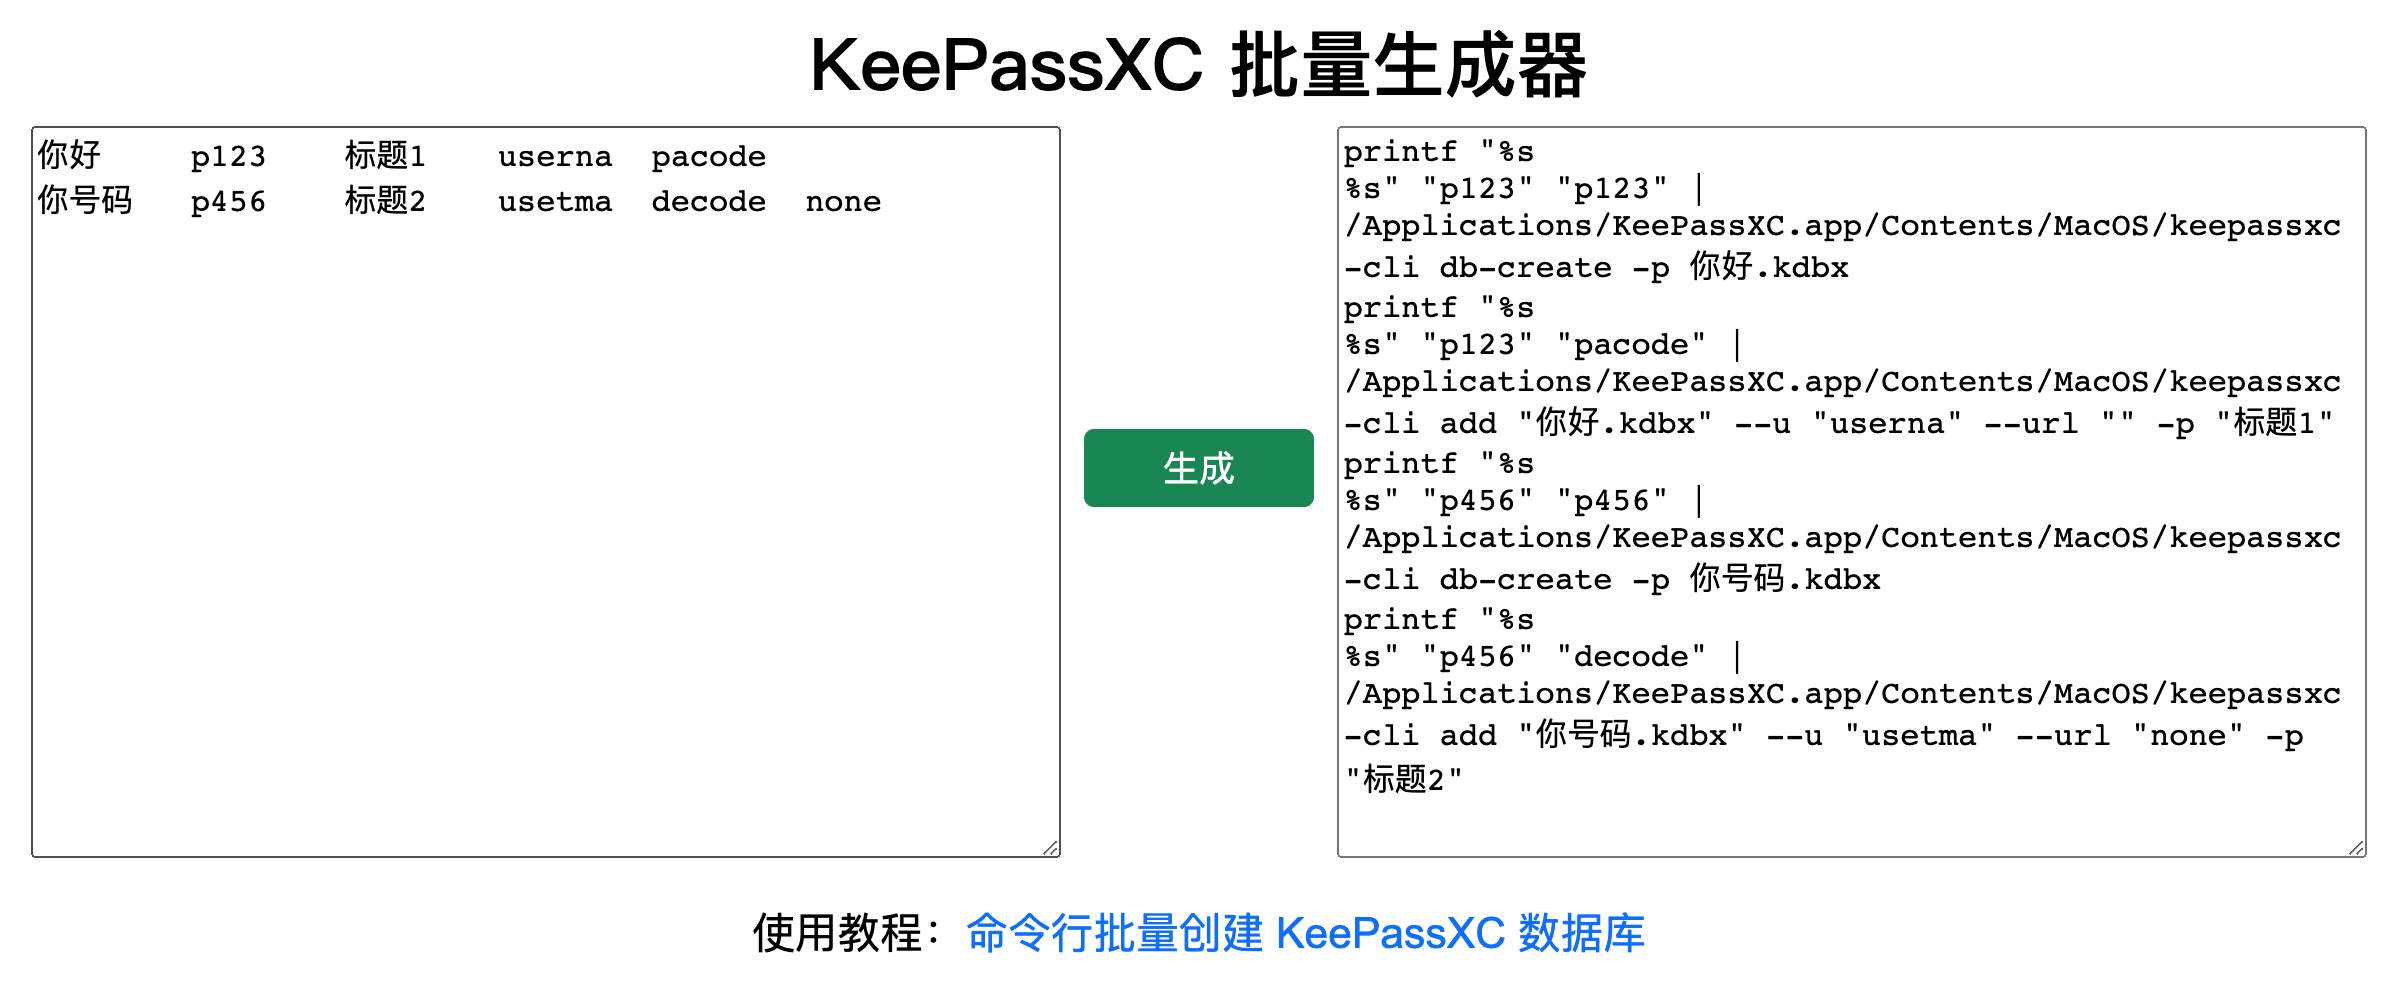 KeePassXC 批量生成器
你好 p123 标题1 userna pacode
你号码 p456 标题2 usetma decode none
生成
printf "%s
%s" "p123" "p123" |
/Applications/KeePassXC.app/Contents/MacOS/keepassxc
-cli db-create -p 你好.kdbx
printf "%s
%s" "p123" "pacode" |
/Applications/KeePassXC.app/Contents/MacOS/keepassxc
-cli add "你好.kdbx" --u "userna" --url "" -p "标题1"
printf "%s
%s" "p456" "p456" |
/Applications/KeePassXC.app/Contents/MacOS/keepassxc
-cli db-create -p 你号码.kdbx
printf "%s
%s" "p456" "decode" |
/Applications/KeePassXC.app/Contents/MacOS/keepassxc
-cli add "你号码.kdbx" --u "usetma" --url "none" -p
"标题2"
使用教程：命令行批量创建 KeePassXC 数据库